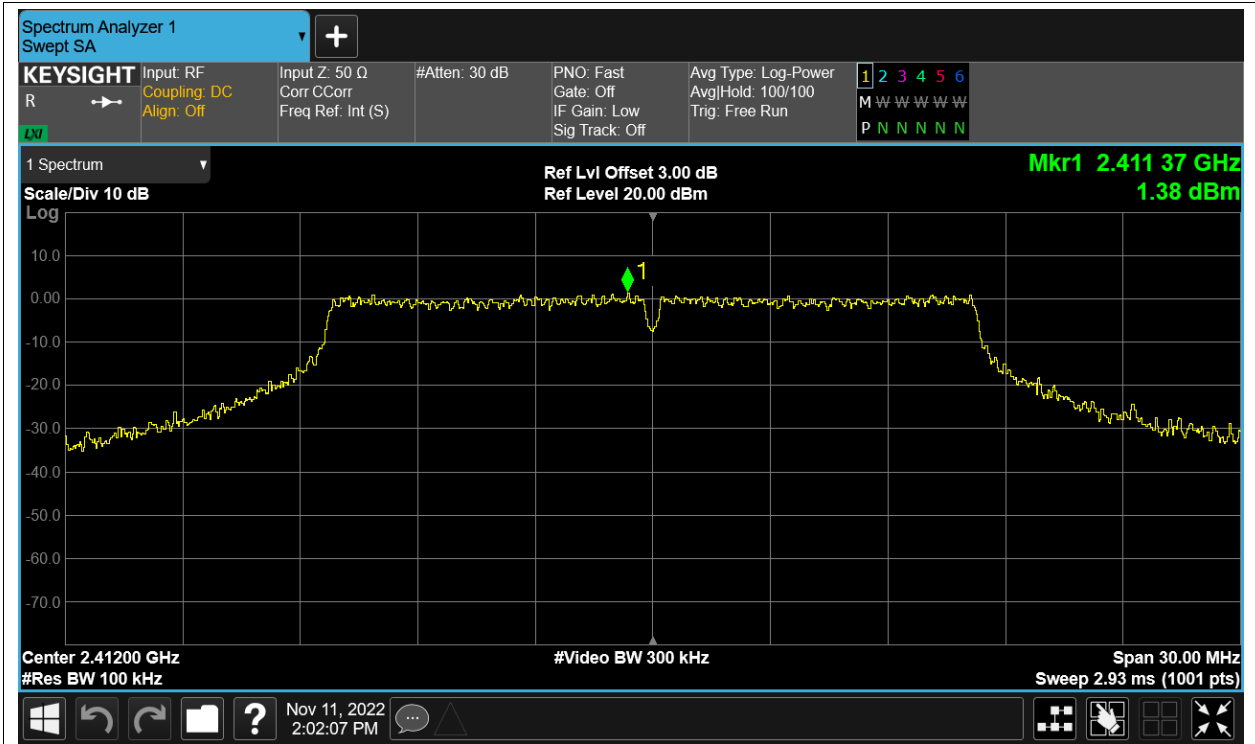 Spectrum Analyzer 1
Swept SA
KEYSIGHT
R
LXI
Input: RF
Coupling: DC
Align: Off
Input Z: 50 Ω
Corr CCorr
Freq Ref: Int (S)
#Atten: 30 dB
PNO: Fast
Gate: Off
IF Gain: Low
Sig Track: Off
Avg Type: Log-Power
Avg|Hold: 100/100
Trig: Free Run
1 2 3 4 5 6
M W W W W W
P N N N N N
1 Spectrum
Scale/Div 10 dB
Ref Lvl Offset 3.00 dB
Ref Level 20.00 dBm
Mkr1 2.411 37 GHz
1.38 dBm
Log
10.0
0.00
-10.0
-20.0
-30.0
-40.0
-50.0
-60.0
-70.0
1
Center 2.41200 GHz
#Res BW 100 kHz
#Video BW 300 kHz
Span 30.00 MHz
Sweep 2.93 ms (1001 pts)
?
Nov 11, 2022
2:02:07 PM